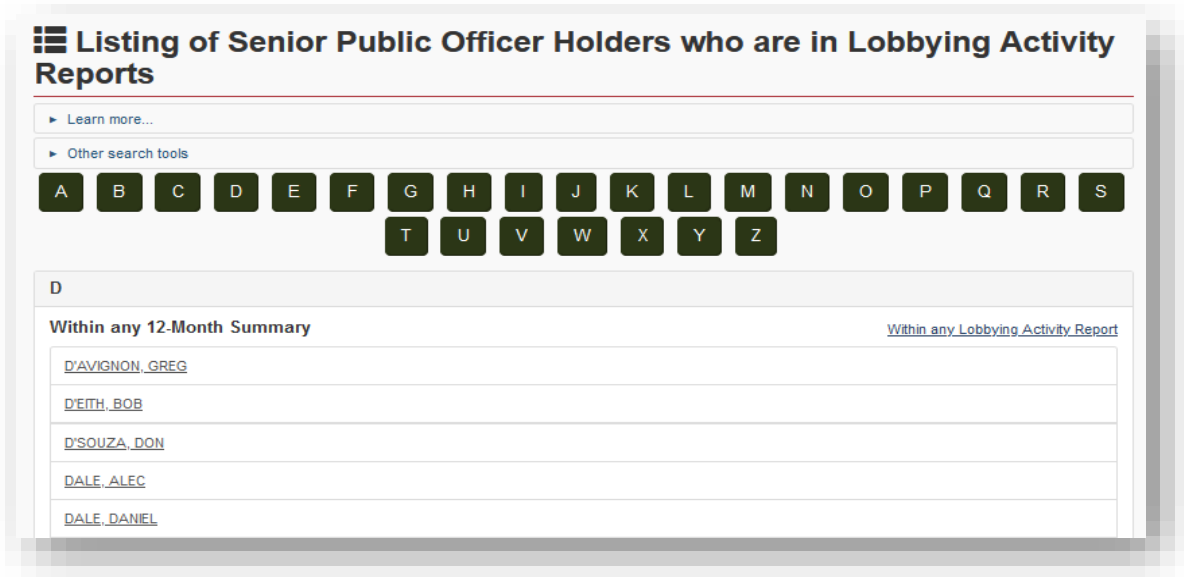 Listing of Senior Public Officer Holders who are in Lobbying Activity
Reports
► Learn more...
► Other search tools
A B C D E F G H I J K L M N O P Q R S
T U V W X Y Z
D
Within any 12-Month Summary Within any Lobbying Activity Report
D'AVIGNON, GREG
D'EITH, BOB
D'SOUZA, DON
DALE, ALEC
DALE, DANIEL